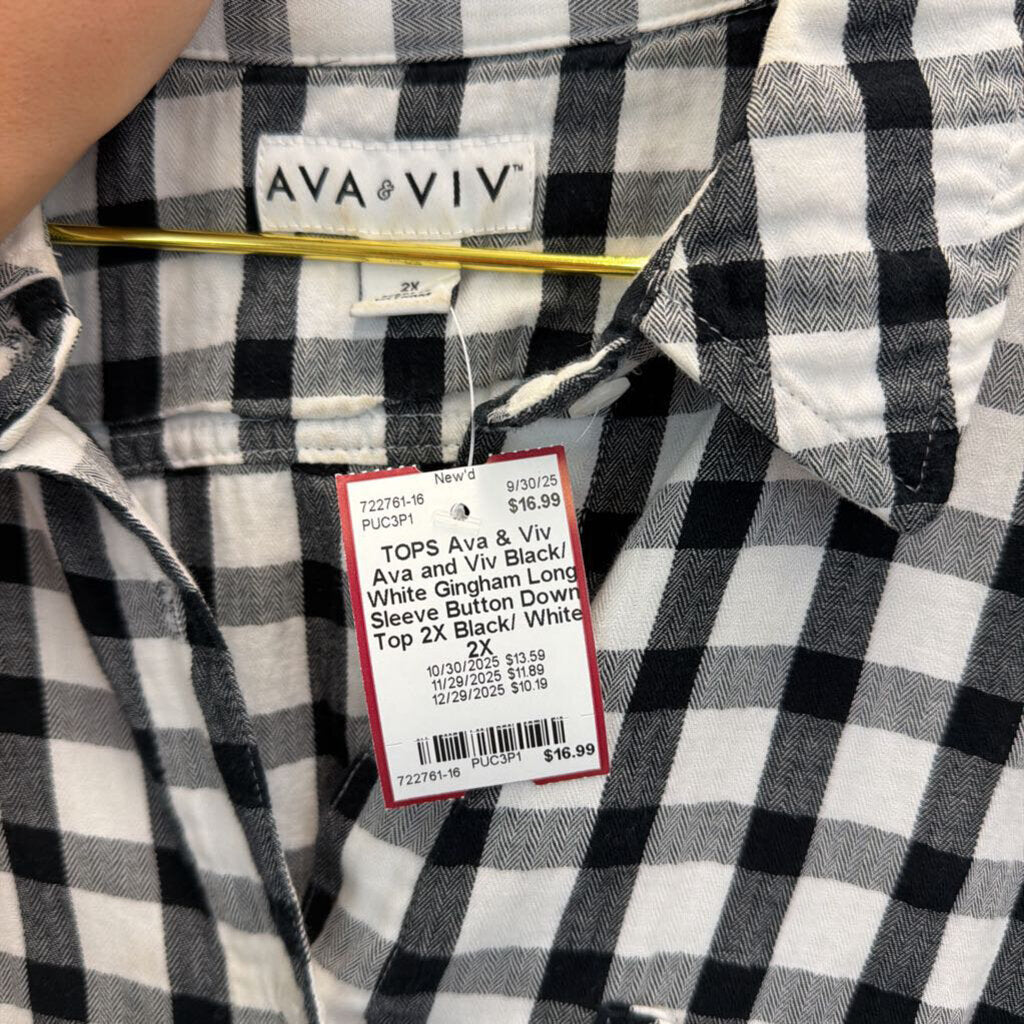 AVA & VIV™
2X
New'd
722761-16 9/30/25
PUC3P1 $16.99
TOPS Ava & Viv
Ava and Viv Black/
White Gingham Long
Sleeve Button Down
Top 2X Black/ White
2X
10/30/2025 $13.59
11/29/2025 $11.89
12/29/2025 $10.19
722761-16 PUC3P1 $16.99